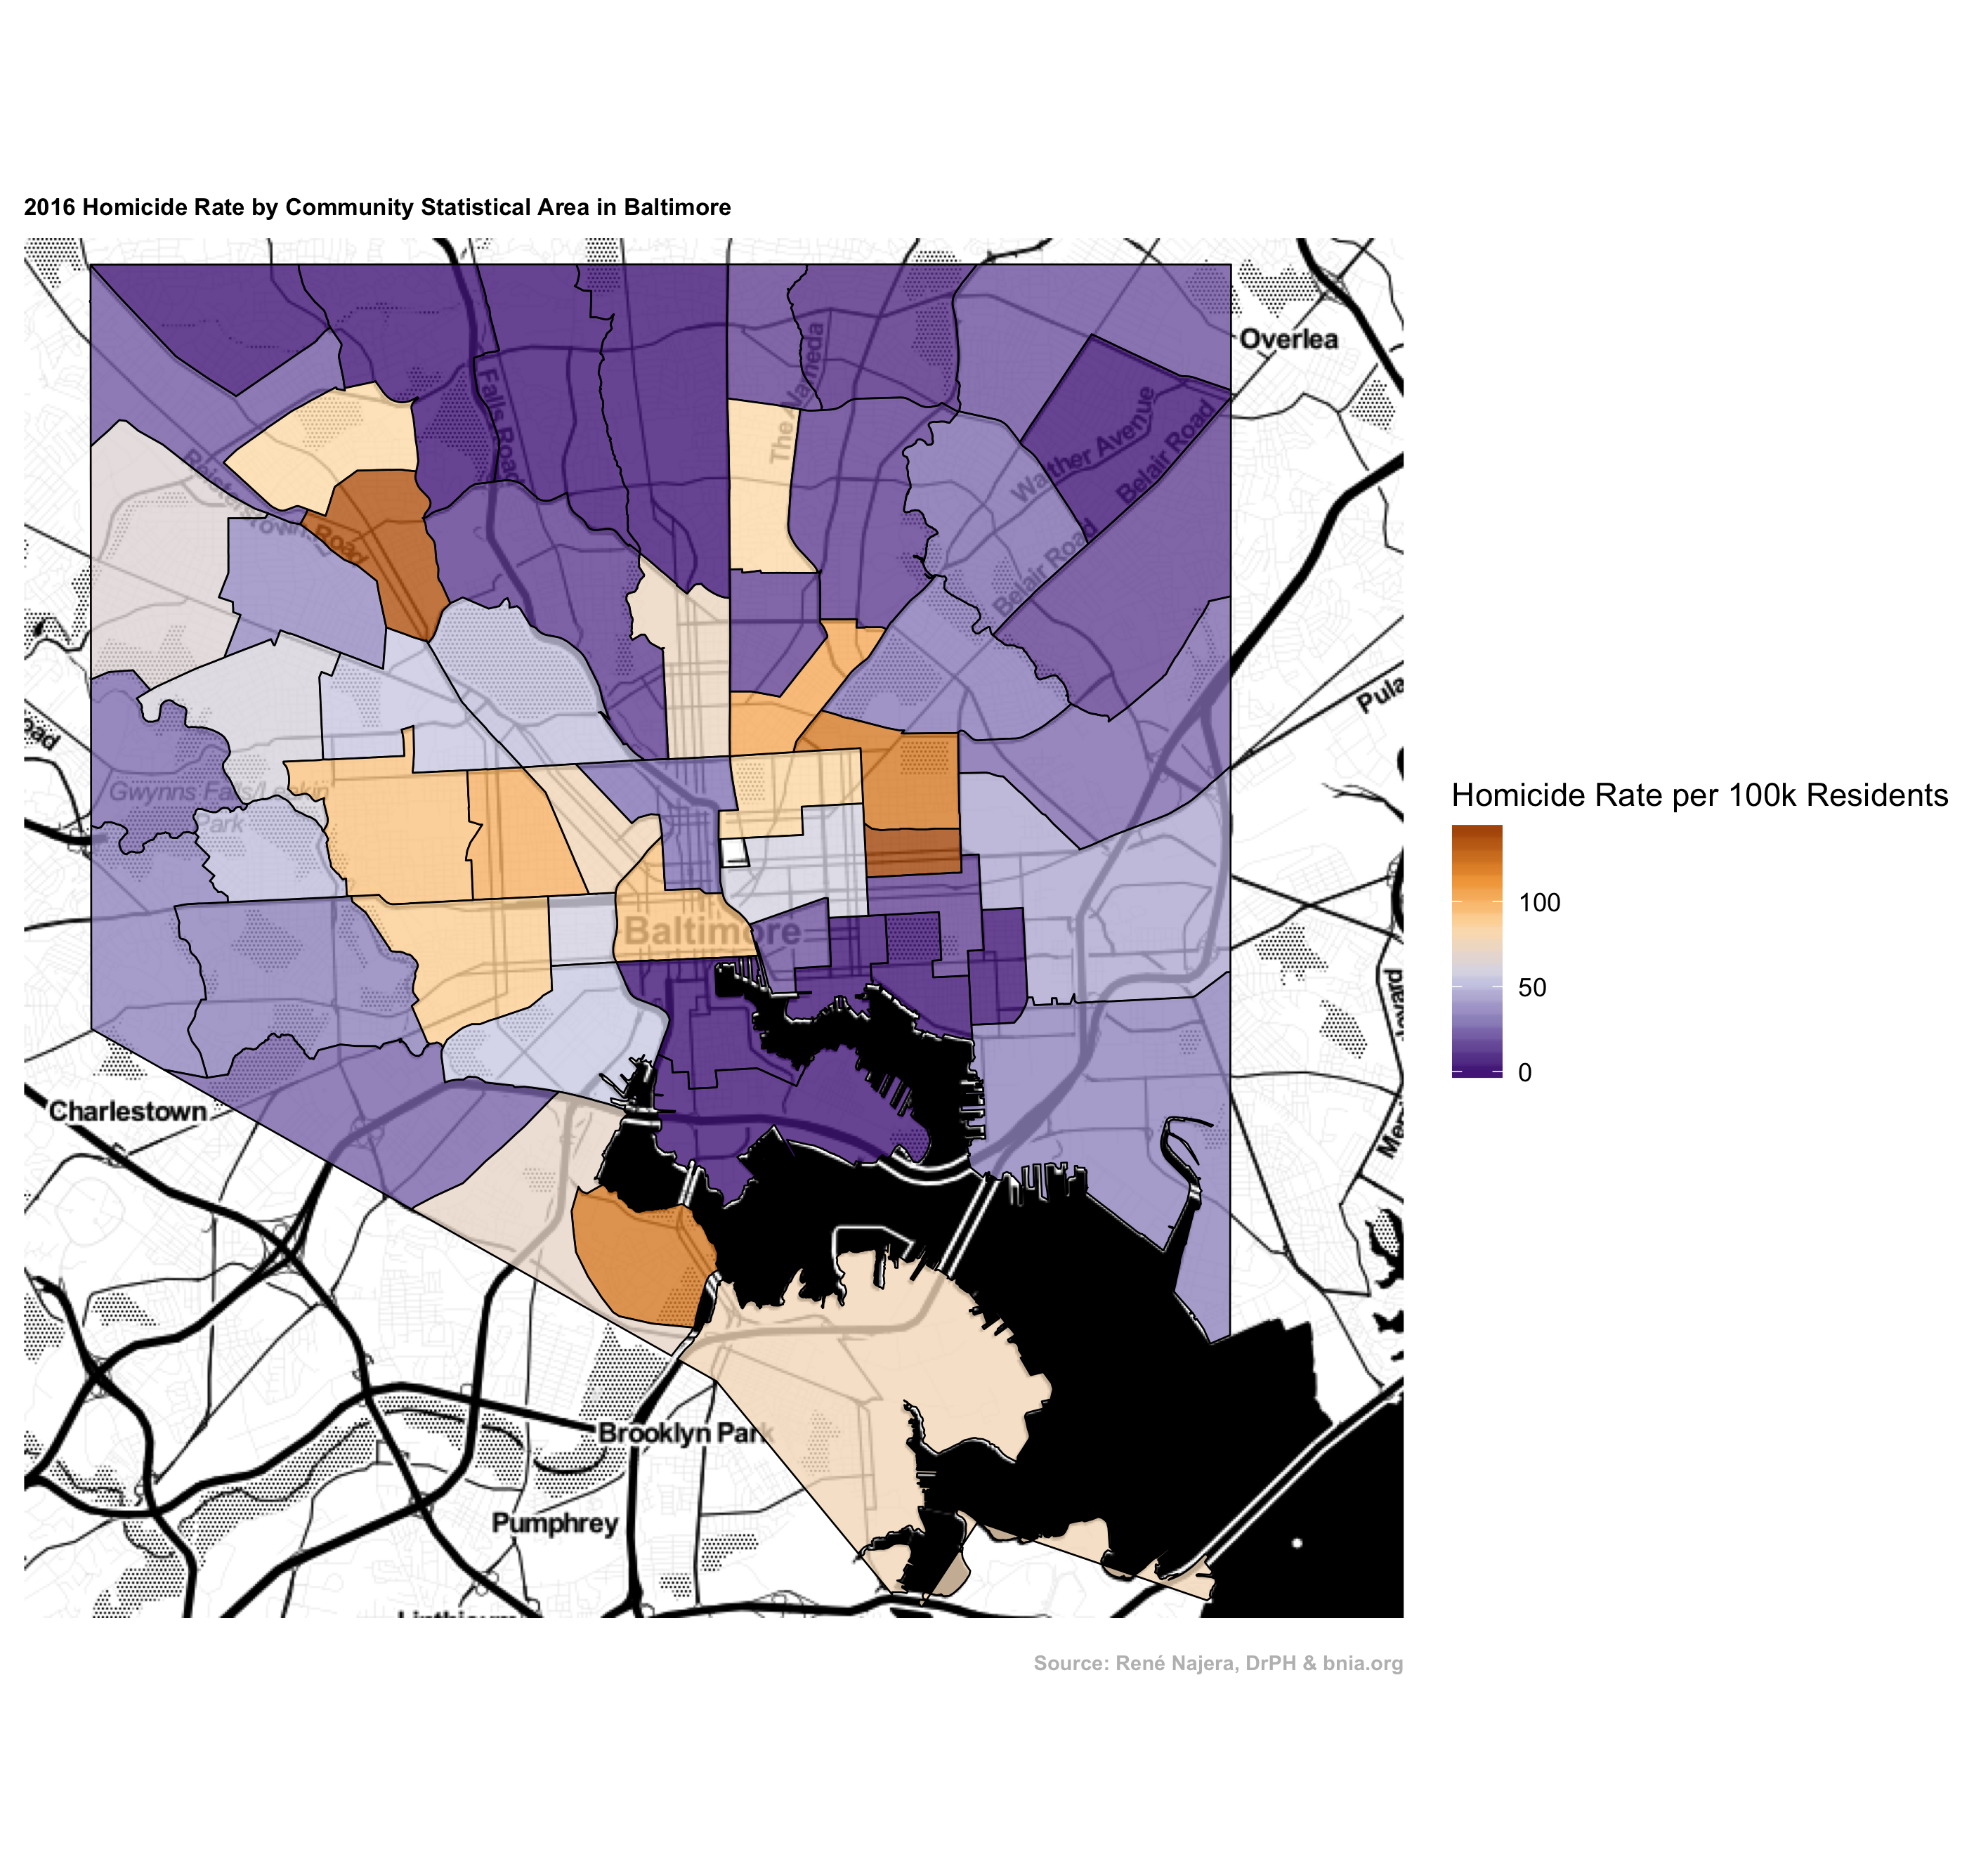 2016 Homicide Rate by Community Statistical Area in Baltimore
Overlea
Falls Road
The Alameda
Walther Avenue
Belair Road
Reisterstown Road
Belair Road
Pula
oad
Gwynns Falls/Leakin
Park
Baltimore
Charlestown
Brooklyn Park
Pumphrey
Homicide Rate per 100k Residents
100
50
0
Source: René Najera, DrPH & bnia.org